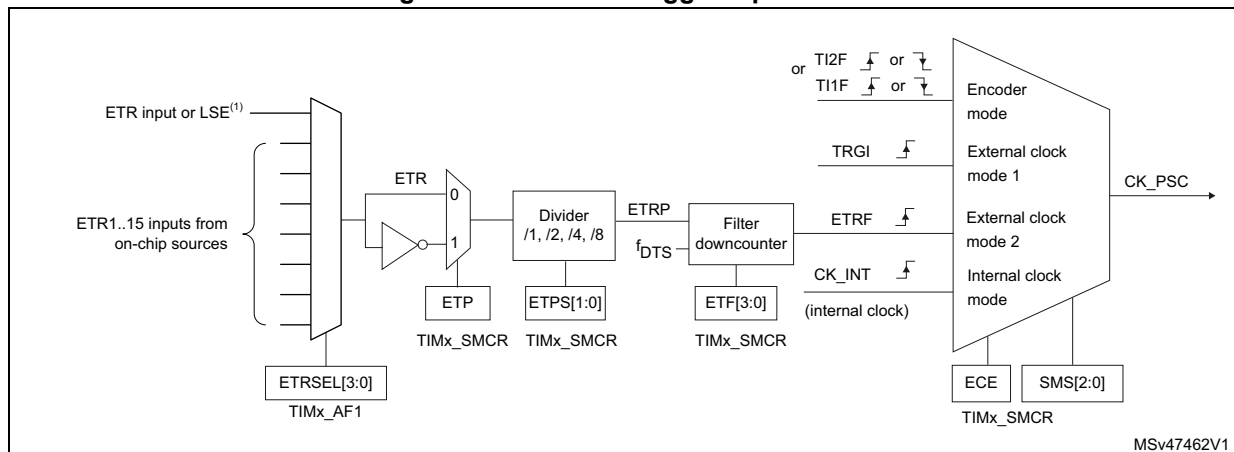 or TI2F or
TI1F or
Encoder
mode
ETR input or LSE(1)
TRGI
External clock
mode 1
CK_PSC
ETR
0
ETR1..15 inputs from
on-chip sources
1
Divider
/1, /2, /4, /8
ETRP
fDTS
Filter
downcounter
ETRF
External clock
mode 2
CK_INT
(internal clock)
Internal clock
mode
ETP
TIMx_SMCR
ETPS[1:0]
TIMx_SMCR
ETF[3:0]
TIMx_SMCR
ETRSEL[3:0]
TIMx_AF1
ECE
SMS[2:0]
TIMx_SMCR
MSv47462V1